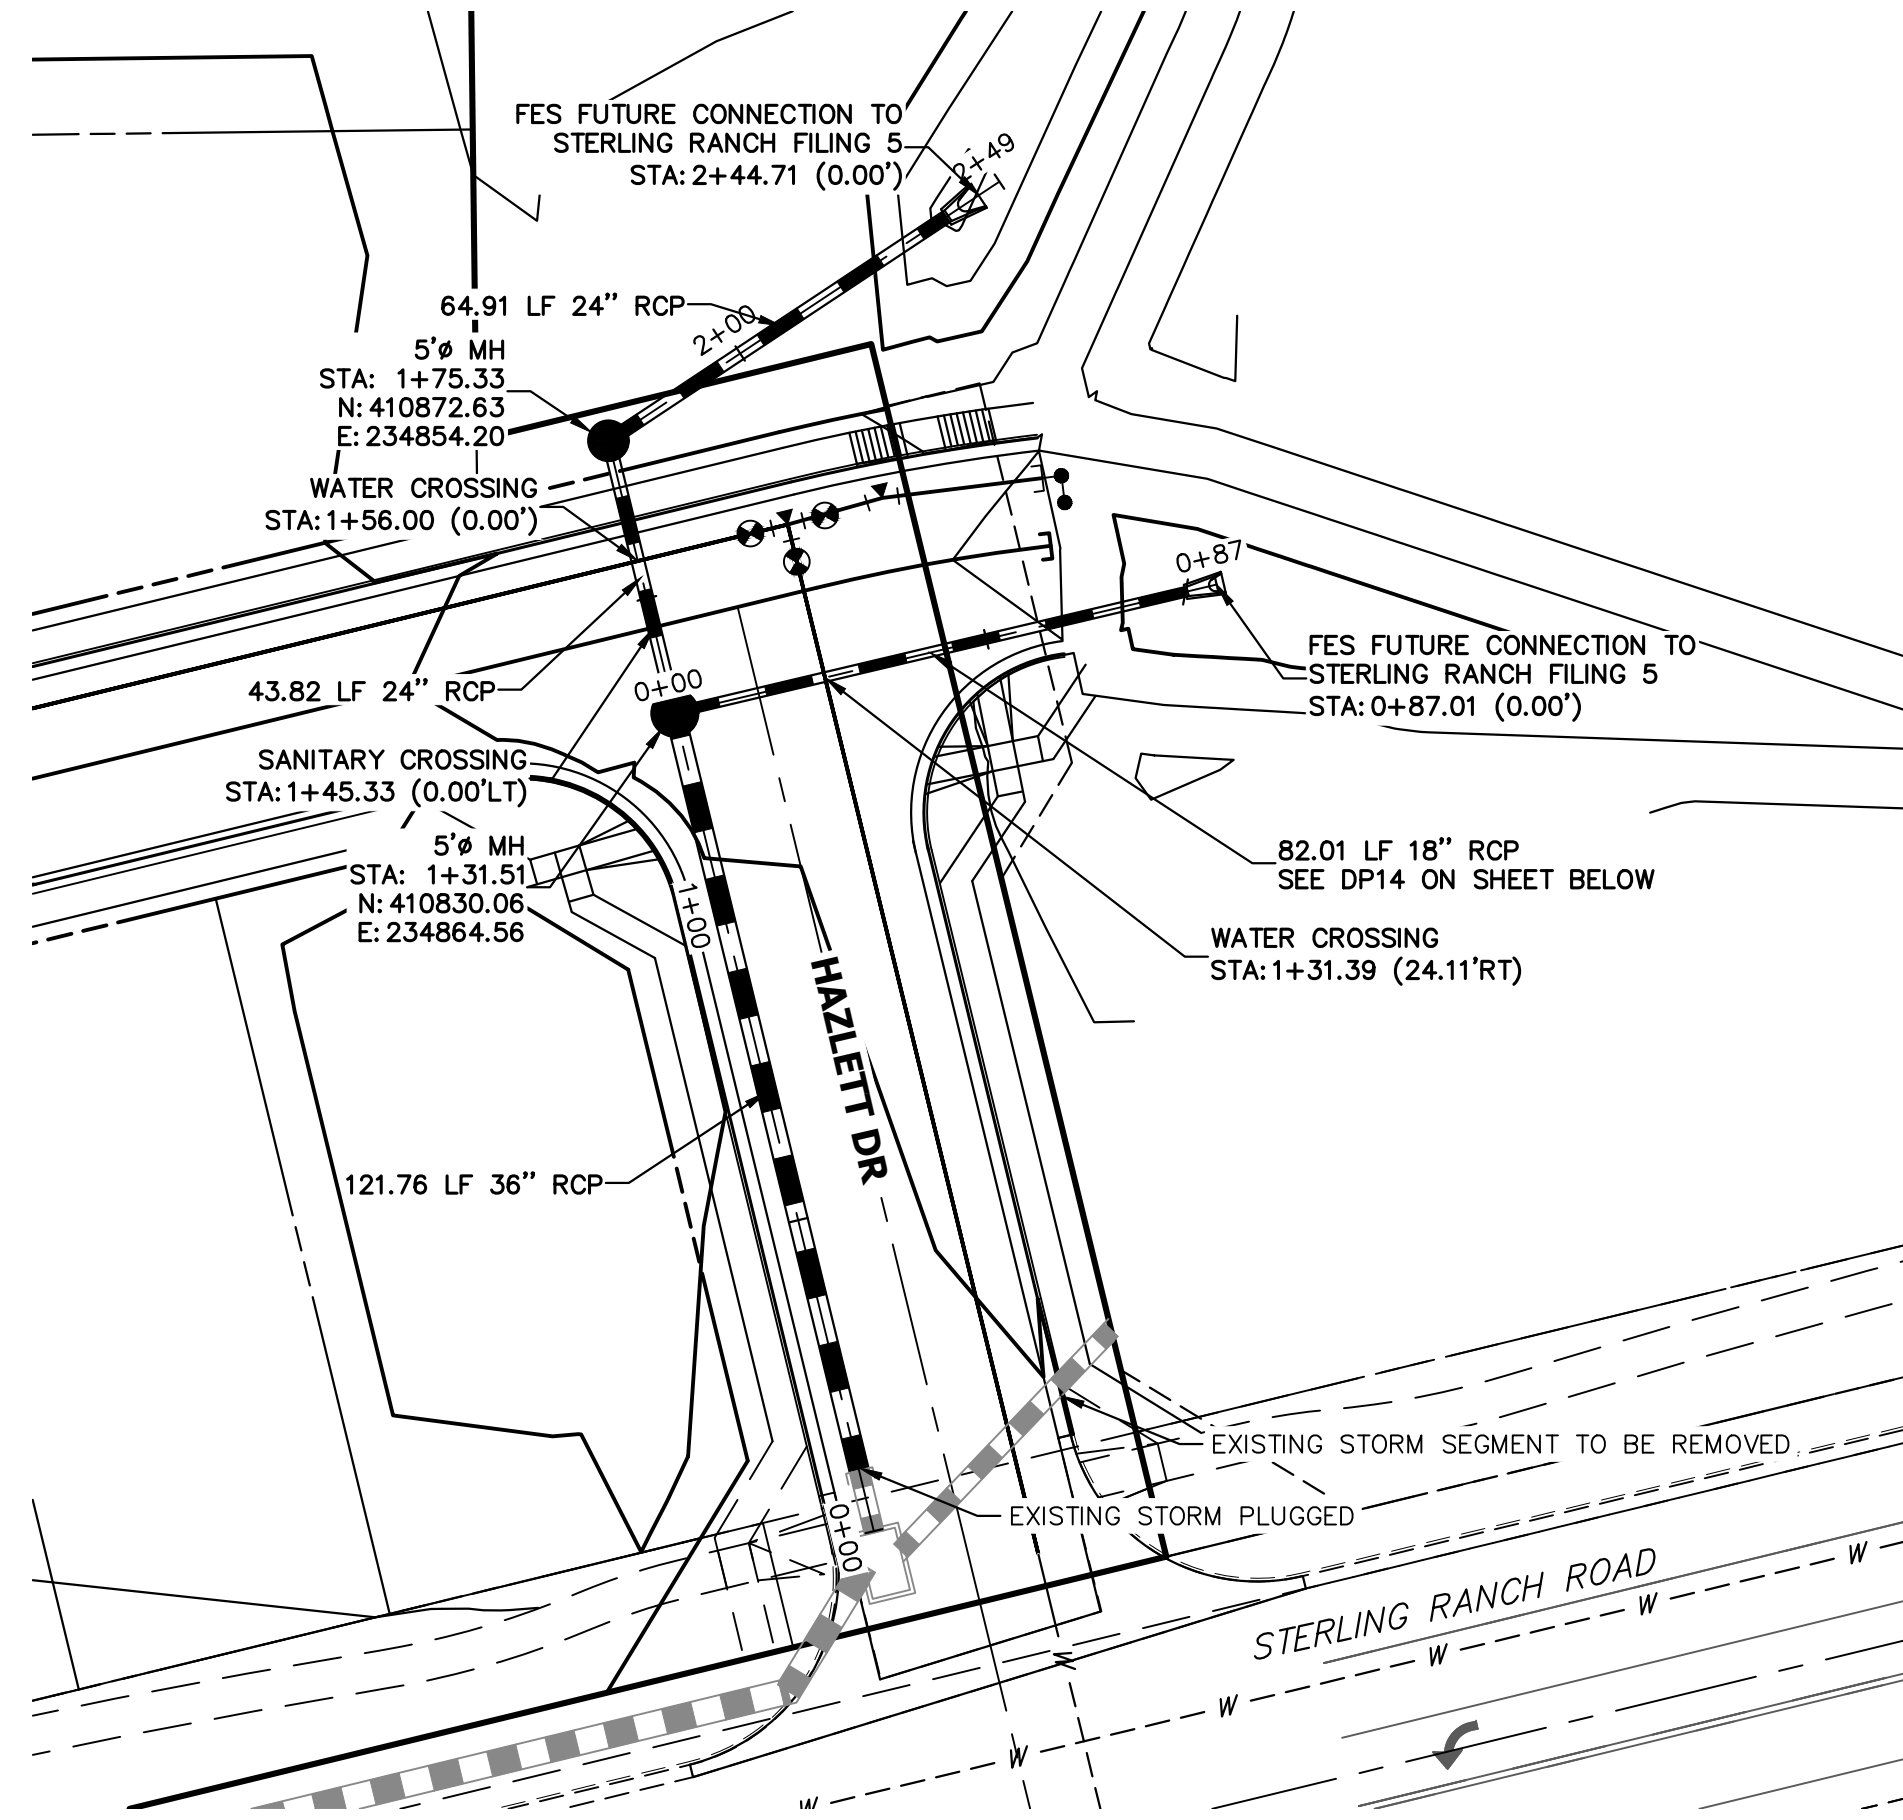 FES FUTURE CONNECTION TO
STERLING RANCH FILING 5
STA: 2+44.71 (0.00')
2+49
64.91 LF 24" RCP
2+00
5'ø MH
STA: 1+75.33
N: 410872.63
E: 234854.20
WATER CROSSING
STA: 1+56.00 (0.00')
0+87
FES FUTURE CONNECTION TO
STERLING RANCH FILING 5
STA: 0+87.01 (0.00')
43.82 LF 24" RCP
0+00
SANITARY CROSSING
STA: 1+45.33 (0.00'LT)
5'ø MH
STA: 1+31.51
N: 410830.06
E: 234864.56
1+00
82.01 LF 18" RCP
SEE DP14 ON SHEET BELOW
WATER CROSSING
STA: 1+31.39 (24.11'RT)
HAZLETT DR
121.76 LF 36" RCP
EXISTING STORM SEGMENT TO BE REMOVED
EXISTING STORM PLUGGED
0+00
STERLING RANCH ROAD
W
W
W
W
W
W
W